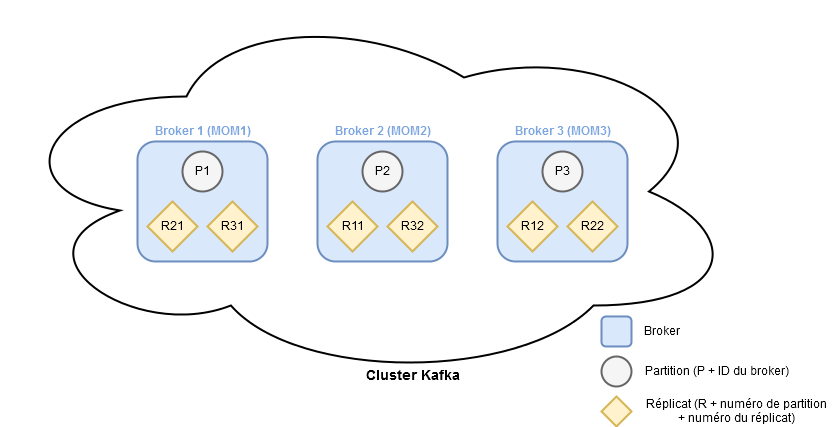 Broker 1 (MOM1)
Broker 2 (MOM2)
Broker 3 (MOM3)
P1
P2
P3
R21
R31
R11
R32
R12
R22
Cluster Kafka
Broker
Partition (P + ID du broker)
Réplicat (R + numéro de partition
+ numéro du réplicat)